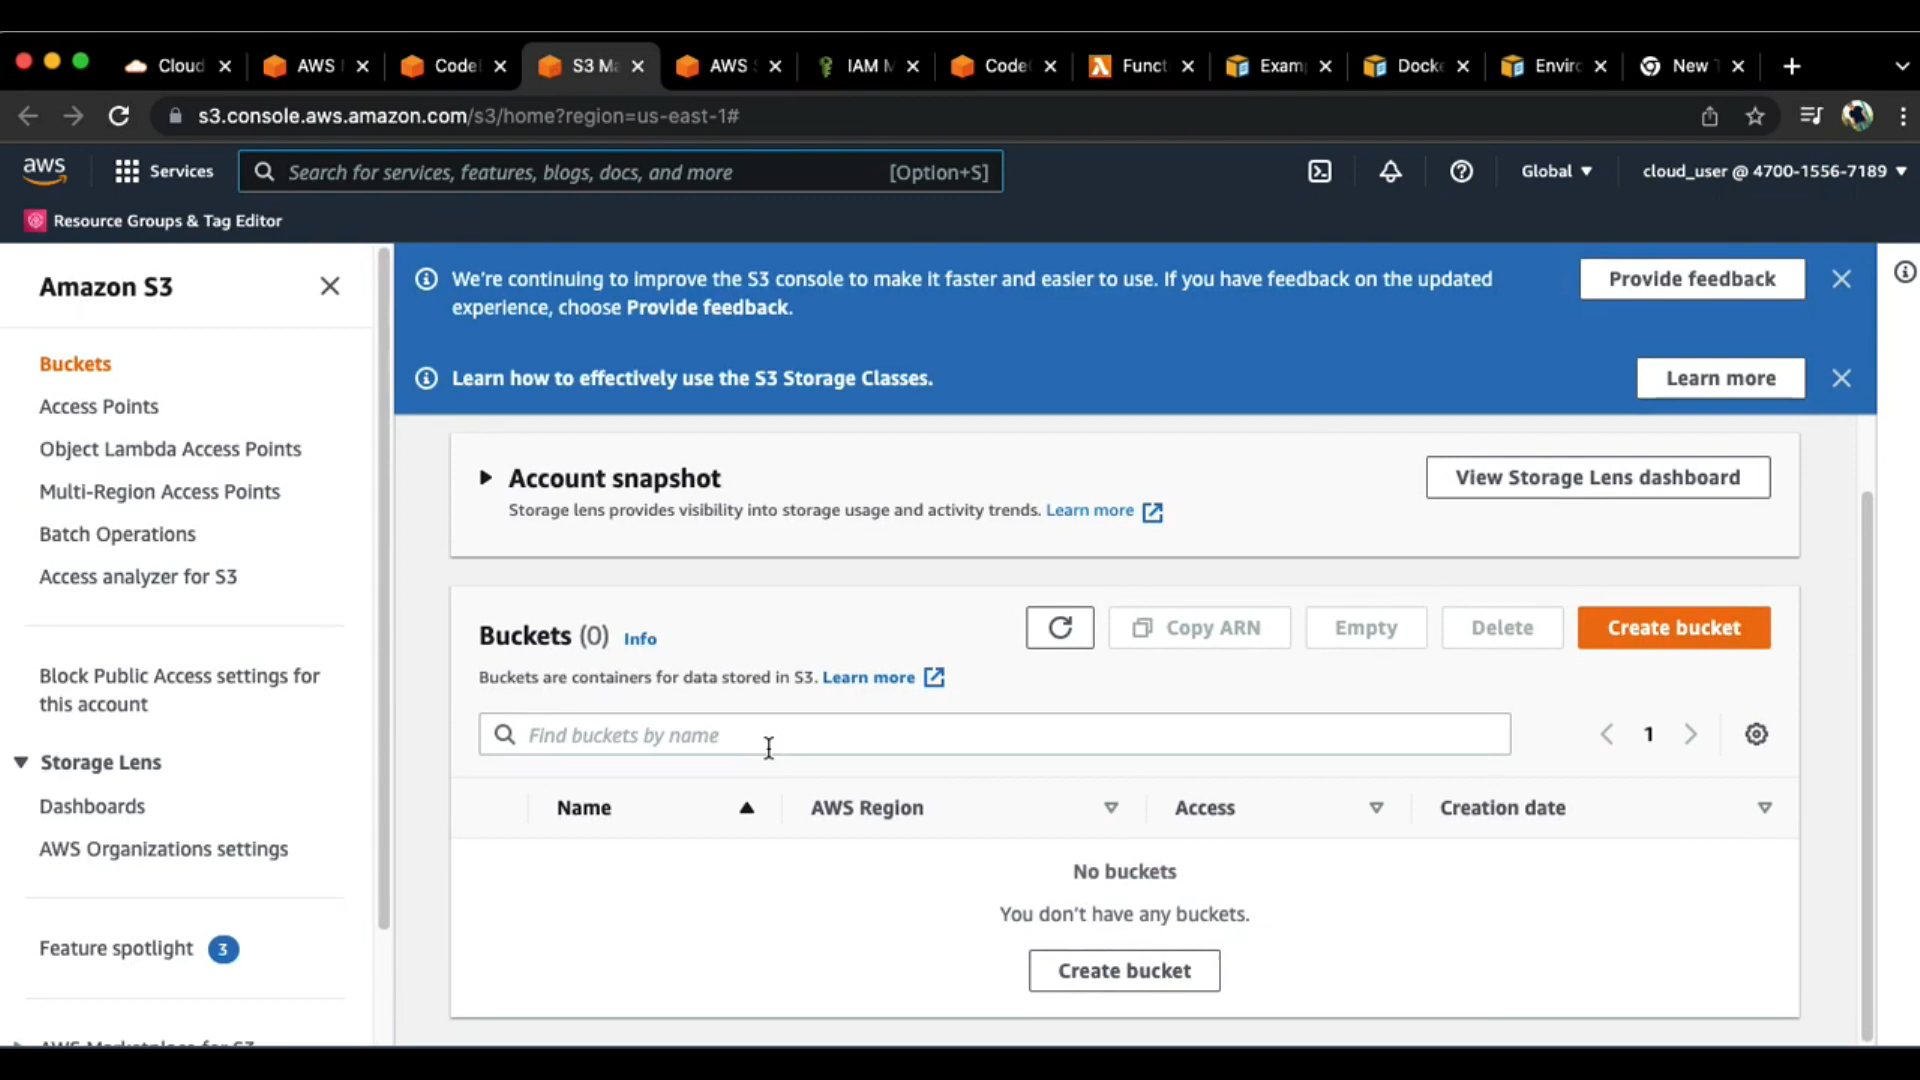 Cloud
AWS
Code
S3 Ma
AWS
IAM M
Code
Funct
Exam
Docke
Enviro
New T
s3.console.aws.amazon.com/s3/home?region=us-east-1#
aws
Services
Search for services, features, blogs, docs, and more
[Option+S]
Global
cloud_user @ 4700-1556-7189
Resource Groups & Tag Editor
Amazon S3
Buckets
Access Points
Object Lambda Access Points
Multi-Region Access Points
Batch Operations
Access analyzer for S3
Block Public Access settings for
this account
Storage Lens
Dashboards
AWS Organizations settings
Feature spotlight 3
AWS Marketplace for S3
We're continuing to improve the S3 console to make it faster and easier to use. If you have feedback on the updated
experience, choose Provide feedback.
Provide feedback
Learn how to effectively use the S3 Storage Classes.
Learn more
Account snapshot
View Storage Lens dashboard
Storage lens provides visibility into storage usage and activity trends. Learn more
Buckets (0) Info
Copy ARN
Empty
Delete
Create bucket
Buckets are containers for data stored in S3. Learn more
Find buckets by name
1
Name
AWS Region
Access
Creation date
No buckets
You don't have any buckets.
Create bucket